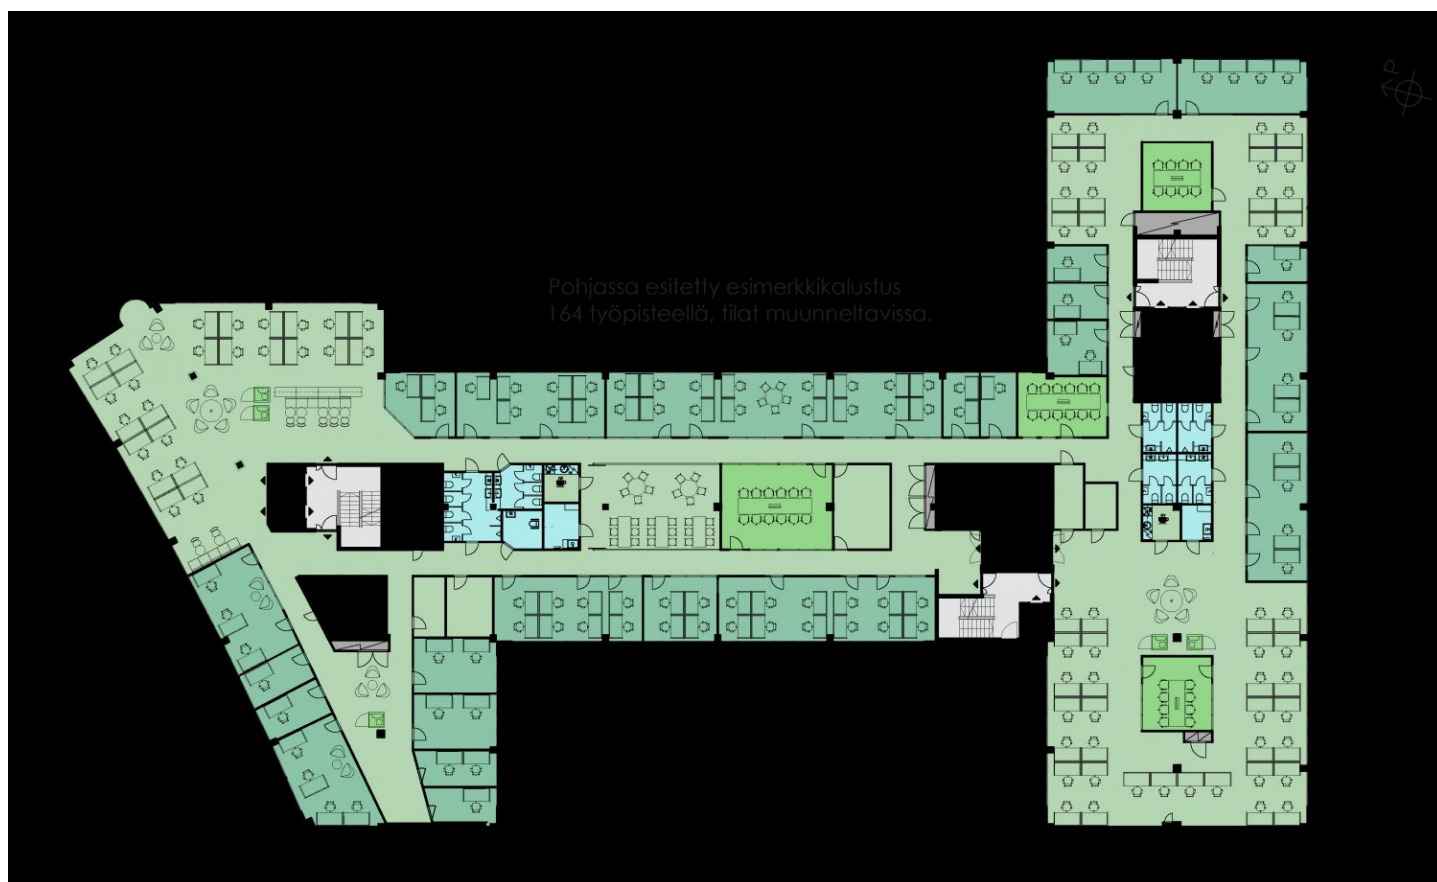 P
Pohjassa esitetty esimerkkikalustus
164 työpisteellä, tilat muunneltavissa.